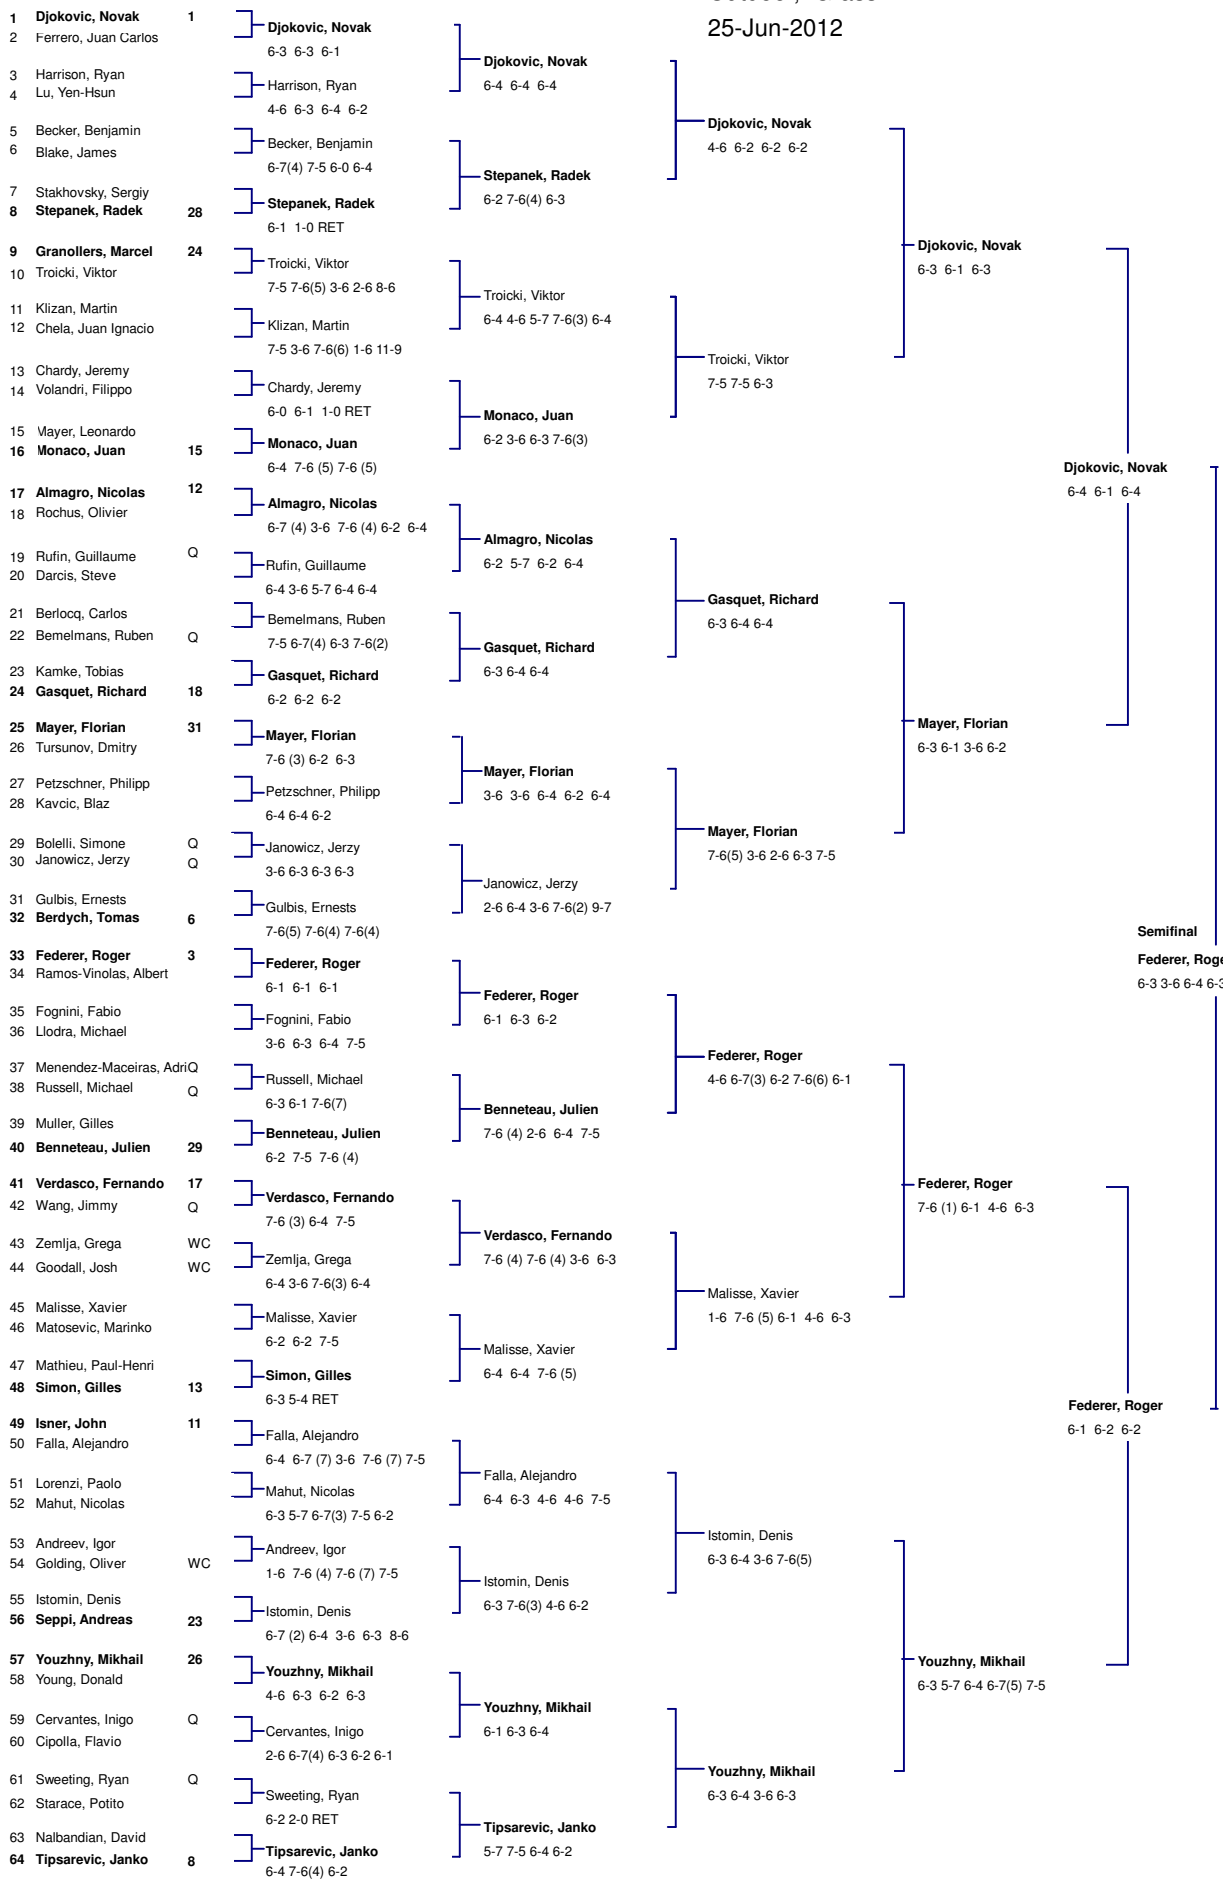 25-Jun-2012
1 Djokovic, Novak 1
2 Ferrero, Juan Carlos
3 Harrison, Ryan
4 Lu, Yen-Hsun
5 Becker, Benjamin
6 Blake, James
7 Stakhovsky, Sergiy
8 Stepanek, Radek 28
9 Granollers, Marcel 24
10 Troicki, Viktor
11 Klizan, Martin
12 Chela, Juan Ignacio
13 Chardy, Jeremy
14 Volandri, Filippo
15 Mayer, Leonardo
16 Monaco, Juan 15
17 Almagro, Nicolas 12
18 Rochus, Olivier
19 Rufin, Guillaume Q
20 Darcis, Steve
21 Berlocq, Carlos
22 Bemelmans, Ruben Q
23 Kamke, Tobias
24 Gasquet, Richard 18
25 Mayer, Florian 31
26 Tursunov, Dmitry
27 Petzschner, Philipp
28 Kavcic, Blaz
29 Bolelli, Simone Q
30 Janowicz, Jerzy Q
31 Gulbis, Ernests
32 Berdych, Tomas 6
33 Federer, Roger 3
34 Ramos-Vinolas, Albert
35 Fognini, Fabio
36 Llodra, Michael
37 Menendez-Maceiras, AdriQ
38 Russell, Michael Q
39 Muller, Gilles
40 Benneteau, Julien 29
41 Verdasco, Fernando 17
42 Wang, Jimmy Q
43 Zemlja, Grega WC
44 Goodall, Josh WC
45 Malisse, Xavier
46 Matosevic, Marinko
47 Mathieu, Paul-Henri
48 Simon, Gilles 13
49 Isner, John 11
50 Falla, Alejandro
51 Lorenzi, Paolo
52 Mahut, Nicolas
53 Andreev, Igor
54 Golding, Oliver WC
55 Istomin, Denis
56 Seppi, Andreas 23
57 Youzhny, Mikhail 26
58 Young, Donald
59 Cervantes, Inigo Q
60 Cipolla, Flavio
61 Sweeting, Ryan Q
62 Starace, Potito
63 Nalbandian, David
64 Tipsarevic, Janko 8
Djokovic, Novak
6-3 6-3 6-1
Harrison, Ryan
4-6 6-3 6-4 6-2
Becker, Benjamin
6-7(4) 7-5 6-0 6-4
Stepanek, Radek
6-1 1-0 RET
Troicki, Viktor
7-5 7-6(5) 3-6 2-6 8-6
Klizan, Martin
7-5 3-6 7-6(6) 1-6 11-9
Chardy, Jeremy
6-0 6-1 1-0 RET
Monaco, Juan
6-4 7-6 (5) 7-6 (5)
Almagro, Nicolas
6-7 (4) 3-6 7-6 (4) 6-2 6-4
Rufin, Guillaume
6-4 3-6 5-7 6-4 6-4
Bemelmans, Ruben
7-5 6-7(4) 6-3 7-6(2)
Gasquet, Richard
6-2 6-2 6-2
Mayer, Florian
7-6 (3) 6-2 6-3
Petzschner, Philipp
6-4 6-4 6-2
Janowicz, Jerzy
3-6 6-3 6-3 6-3
Gulbis, Ernests
7-6(5) 7-6(4) 7-6(4)
Federer, Roger
6-1 6-1 6-1
Fognini, Fabio
3-6 6-3 6-4 7-5
Russell, Michael
6-3 6-1 7-6(7)
Benneteau, Julien
6-2 7-5 7-6 (4)
Verdasco, Fernando
7-6 (3) 6-4 7-5
Zemlja, Grega
6-4 3-6 7-6(3) 6-4
Malisse, Xavier
6-2 6-2 7-5
Simon, Gilles
6-3 5-4 RET
Falla, Alejandro
6-4 6-7 (7) 3-6 7-6 (7) 7-5
Mahut, Nicolas
6-3 5-7 6-7(3) 7-5 6-2
Andreev, Igor
1-6 7-6 (4) 7-6 (7) 7-5
Istomin, Denis
6-7 (2) 6-4 3-6 6-3 8-6
Youzhny, Mikhail
4-6 6-3 6-2 6-3
Cervantes, Inigo
2-6 6-7(4) 6-3 6-2 6-1
Sweeting, Ryan
6-2 2-0 RET
Tipsarevic, Janko
6-4 7-6(4) 6-2
Djokovic, Novak
6-4 6-4 6-4
Stepanek, Radek
6-2 7-6(4) 6-3
Troicki, Viktor
6-4 4-6 5-7 7-6(3) 6-4
Monaco, Juan
6-2 3-6 6-3 7-6(3)
Almagro, Nicolas
6-2 5-7 6-2 6-4
Gasquet, Richard
6-3 6-4 6-4
Mayer, Florian
3-6 3-6 6-4 6-2 6-4
Janowicz, Jerzy
2-6 6-4 3-6 7-6(2) 9-7
Federer, Roger
6-1 6-3 6-2
Benneteau, Julien
7-6 (4) 2-6 6-4 7-5
Verdasco, Fernando
7-6 (4) 7-6 (4) 3-6 6-3
Malisse, Xavier
6-4 6-4 7-6 (5)
Falla, Alejandro
6-4 6-3 4-6 4-6 7-5
Istomin, Denis
6-3 7-6(3) 4-6 6-2
Youzhny, Mikhail
6-1 6-3 6-4
Tipsarevic, Janko
5-7 7-5 6-4 6-2
Djokovic, Novak
4-6 6-2 6-2 6-2
Troicki, Viktor
7-5 7-5 6-3
Gasquet, Richard
6-3 6-4 6-4
Mayer, Florian
7-6(5) 3-6 2-6 6-3 7-5
Federer, Roger
4-6 6-7(3) 6-2 7-6(6) 6-1
Malisse, Xavier
1-6 7-6 (5) 6-1 4-6 6-3
Istomin, Denis
6-3 6-4 3-6 7-6(5)
Youzhny, Mikhail
6-3 6-4 3-6 6-3
Djokovic, Novak
6-3 6-1 6-3
Mayer, Florian
6-3 6-1 3-6 6-2
Federer, Roger
7-6 (1) 6-1 4-6 6-3
Youzhny, Mikhail
6-3 5-7 6-4 6-7(5) 7-5
Djokovic, Novak
6-4 6-1 6-4
Federer, Roger
6-1 6-2 6-2
Semifinal
Federer, Roge
6-3 3-6 6-4 6-3